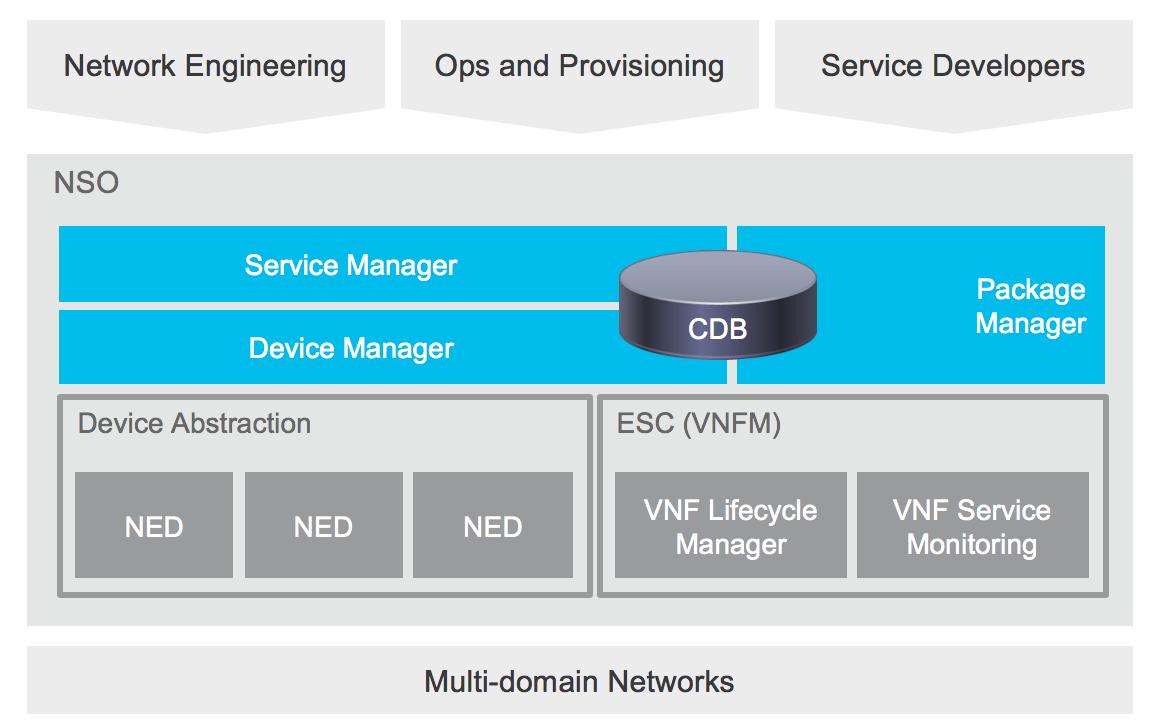 Network Engineering
Ops and Provisioning
Service Developers
NSO
Service Manager
Device Manager
CDB
Package
Manager
Device Abstraction
NED
NED
NED
ESC (VNFM)
VNF Lifecycle
Manager
VNF Service
Monitoring
Multi-domain Networks